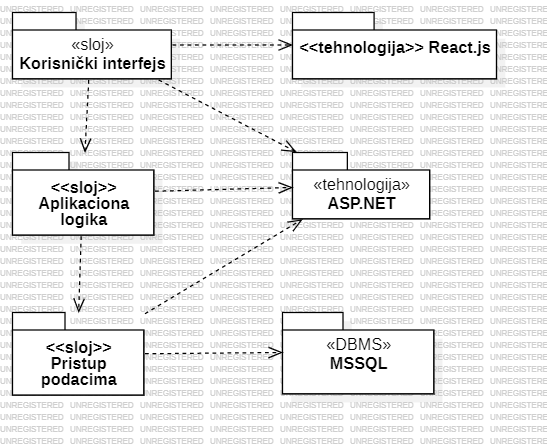 «sloj»
Korisnički interfejs
<<tehnologija>> React.js
<<sloj>>
Aplikaciona
logika
«tehnologija»
ASP.NET
<<sloj>>
Pristup
podacima
«DBMS»
MSSQL
UNREGISTERED